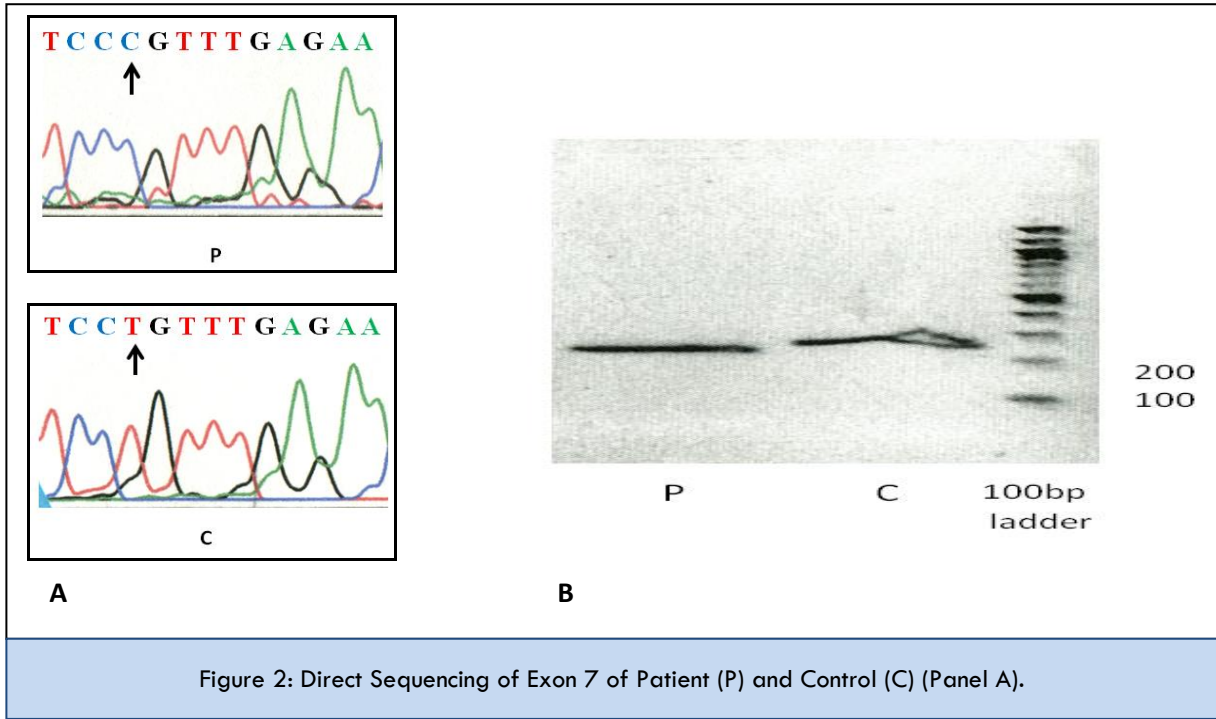 T C C C G T T T G A G A A
P
T C C T G T T T G A G A A
C
A
200
100
P C 100bp
ladder
B
Figure 2: Direct Sequencing of Exon 7 of Patient (P) and Control (C) (Panel A).